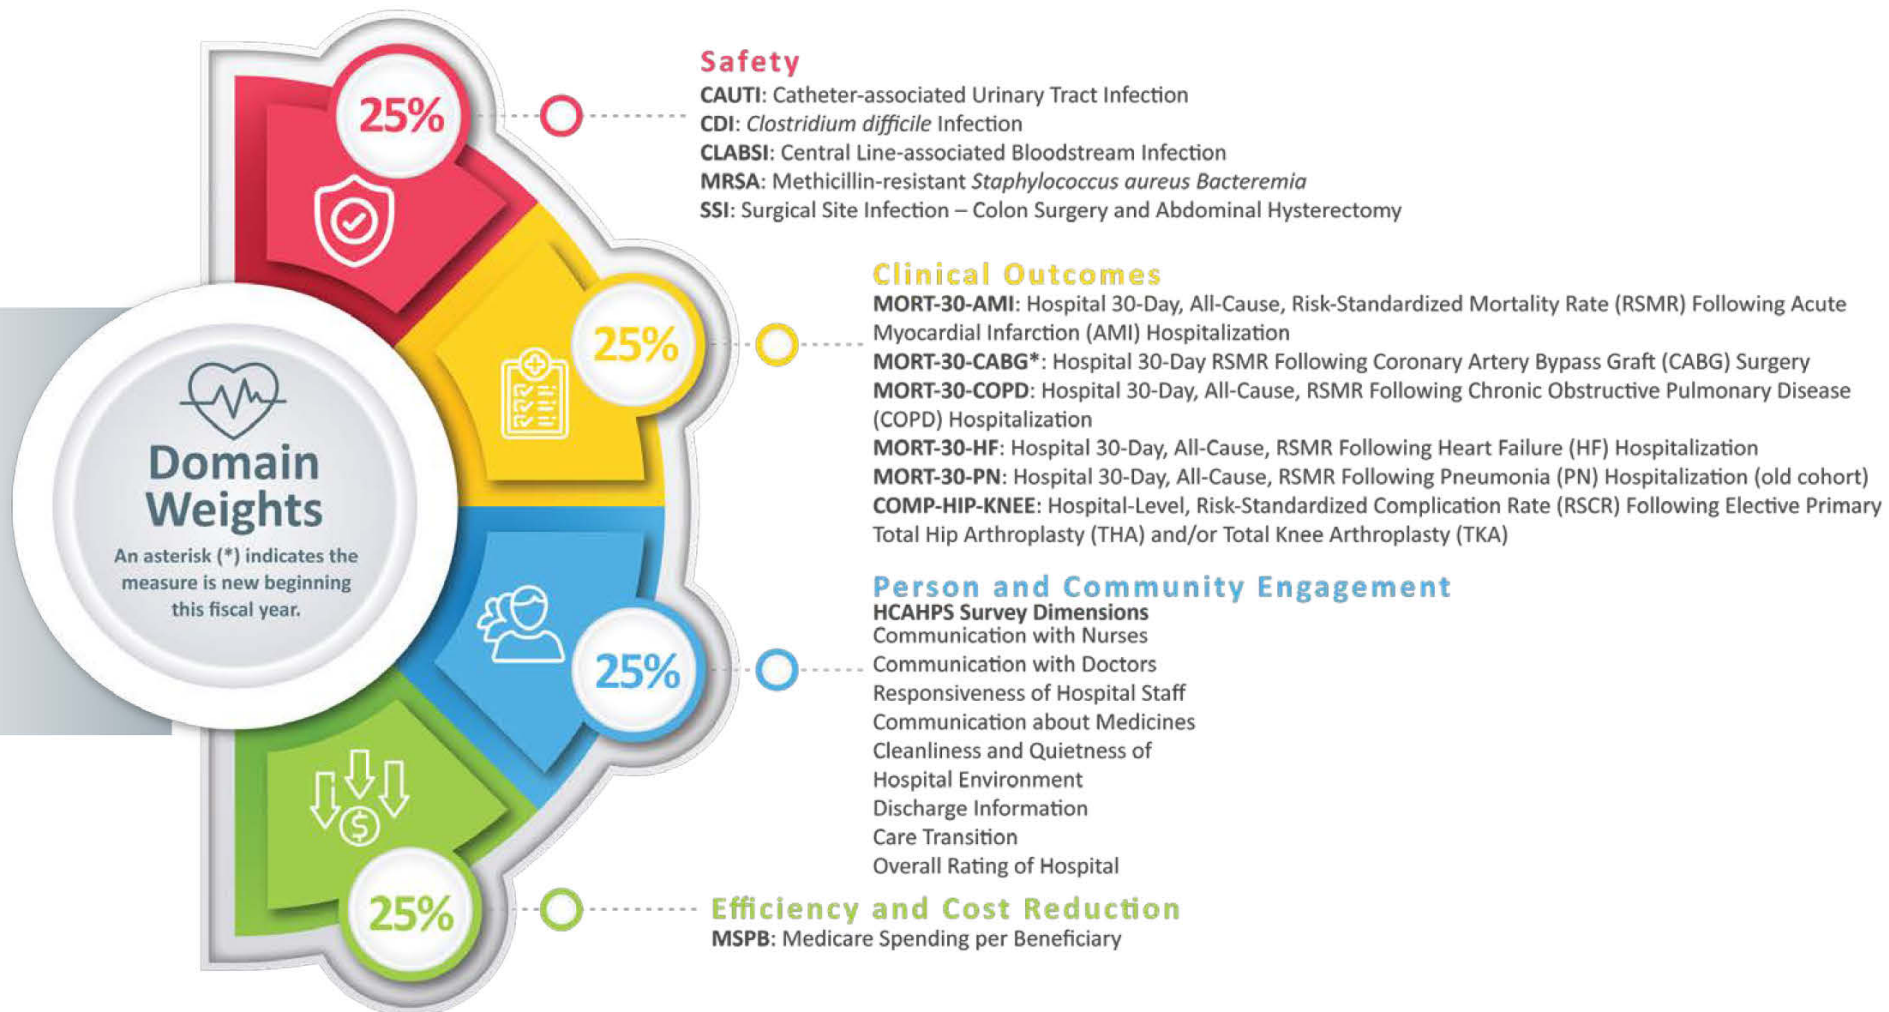 25%
Safety
CAUTI: Catheter-associated Urinary Tract Infection
CDI: Clostridium difficile Infection
CLABSI: Central Line-associated Bloodstream Infection
MRSA: Methicillin-resistant Staphylococcus aureus Bacteremia
SSI: Surgical Site Infection – Colon Surgery and Abdominal Hysterectomy
25%
Clinical Outcomes
MORT-30-AMI: Hospital 30-Day, All-Cause, Risk-Standardized Mortality Rate (RSMR) Following Acute
Myocardial Infarction (AMI) Hospitalization
MORT-30-CABG*: Hospital 30-Day RSMR Following Coronary Artery Bypass Graft (CABG) Surgery
MORT-30-COPD: Hospital 30-Day, All-Cause, RSMR Following Chronic Obstructive Pulmonary Disease
(COPD) Hospitalization
MORT-30-HF: Hospital 30-Day, All-Cause, RSMR Following Heart Failure (HF) Hospitalization
MORT-30-PN: Hospital 30-Day, All-Cause, RSMR Following Pneumonia (PN) Hospitalization (old cohort)
COMP-HIP-KNEE: Hospital-Level, Risk-Standardized Complication Rate (RSCR) Following Elective Primary
Total Hip Arthroplasty (THA) and/or Total Knee Arthroplasty (TKA)
Domain
Weights
An asterisk (*) indicates the
measure is new beginning
this fiscal year.
25%
Person and Community Engagement
HCAHPS Survey Dimensions
Communication with Nurses
Communication with Doctors
Responsiveness of Hospital Staff
Communication about Medicines
Cleanliness and Quietness of
Hospital Environment
Discharge Information
Care Transition
Overall Rating of Hospital
$
25%
Efficiency and Cost Reduction
MSPB: Medicare Spending per Beneficiary